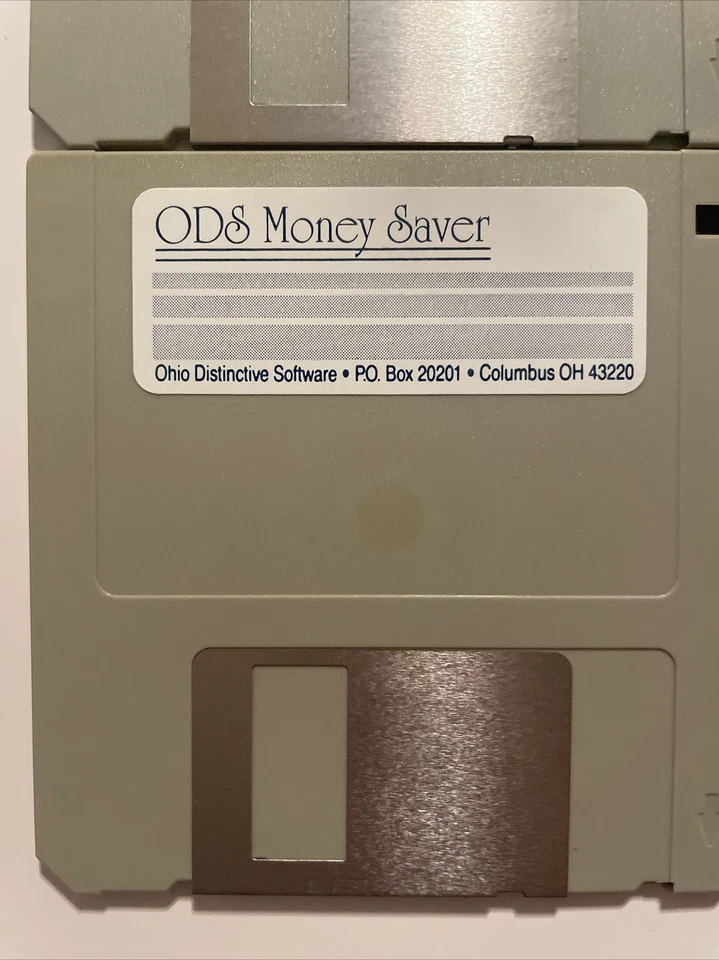 ODS Money Saver
Ohio Distinctive Software • P.O. Box 20201 • Columbus OH 43220